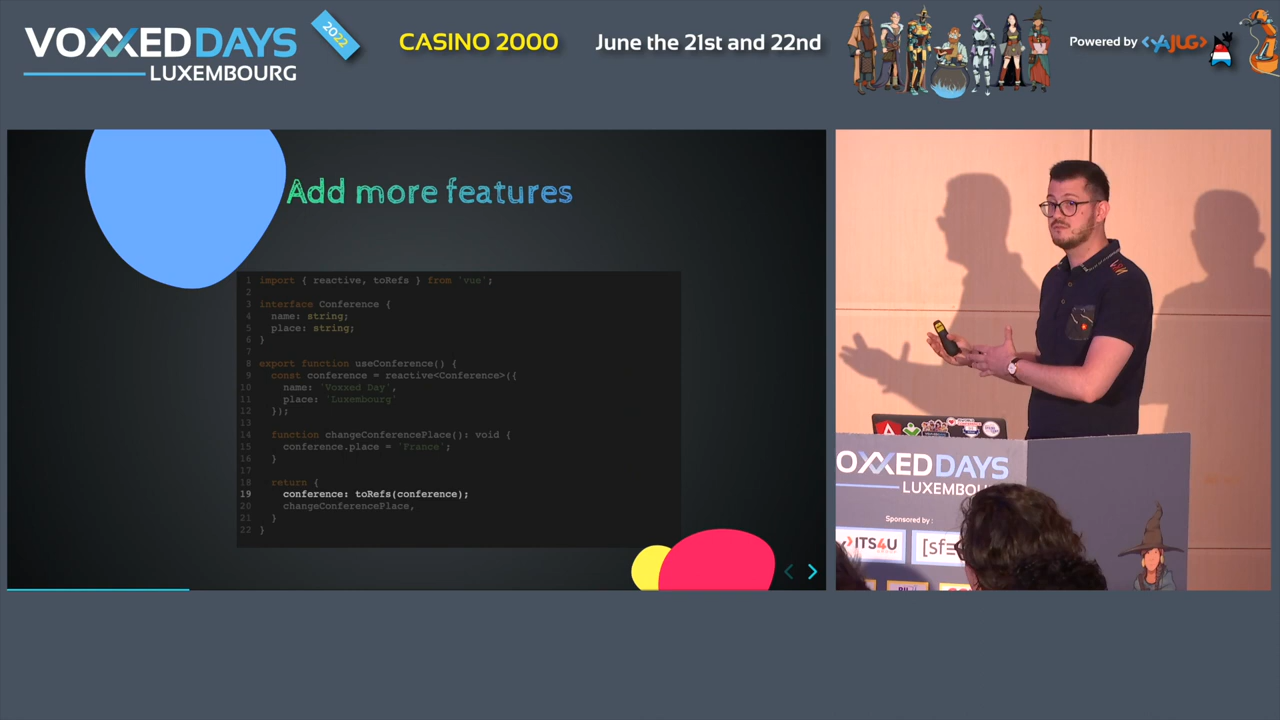 VOXXED DAYS
LUXEMBOURG
2022
CASINO 2000
June the 21st and 22nd
Powered by <YAJUG>
Add more features
1 import { reactive, toRefs } from 'vue';
2
3 interface Conference {
4 name: string;
5 place: string;
6 }
7
8 export function useConference() {
9 const conference = reactive<Conference>({
10 name: 'Voxxed Day',
11 place: 'Luxembourg'
12 });
13
14 function changeConferencePlace(): void {
15 conference.place = 'France';
16 }
17
18 return {
19 conference: toRefs(conference);
20 changeConferencePlace,
21 }
22 }
OXXED DAYS
LUXEMBOU
Sponsored by :
ITS4U
[sf